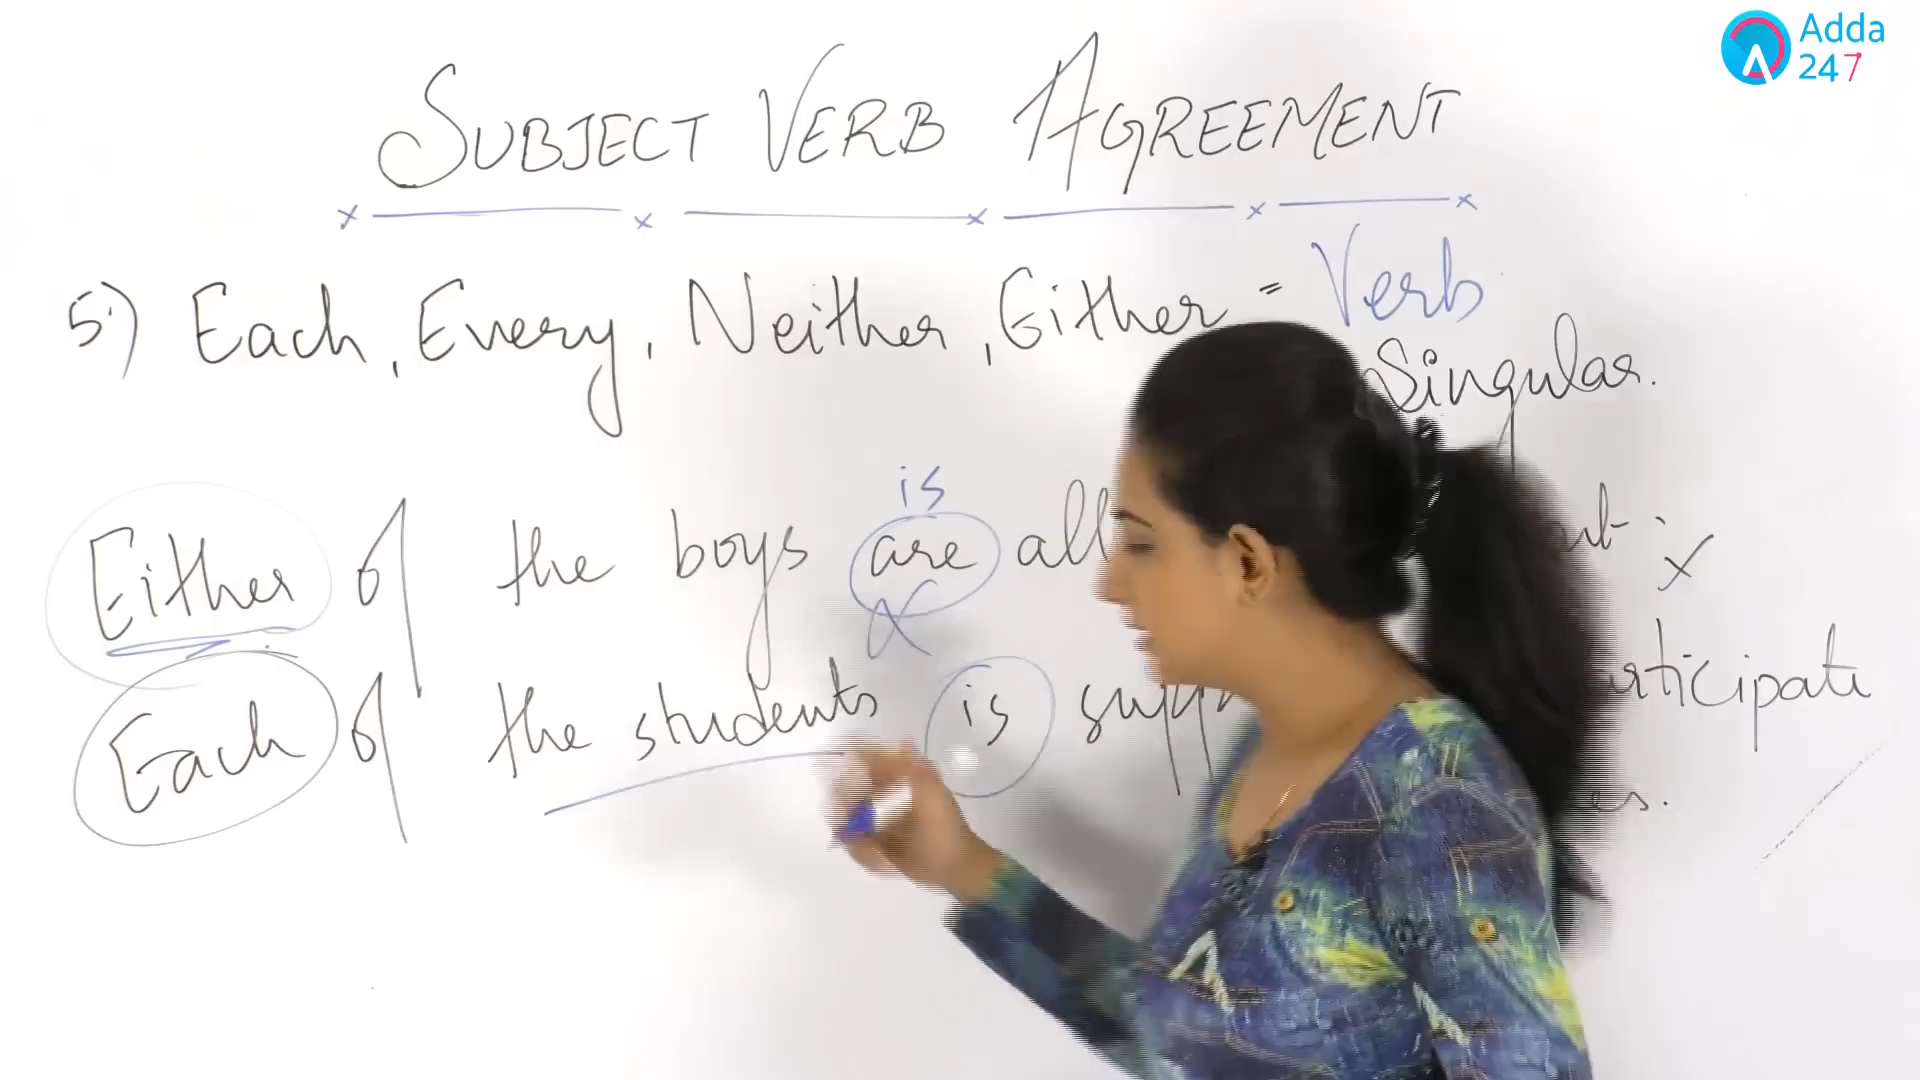 Adda
247
SUBJECT VERB AGREEMENT
5) Each, Every, Neither, Either = Verb
Singular.
is
Either of the boys are all
Each of the students is supp